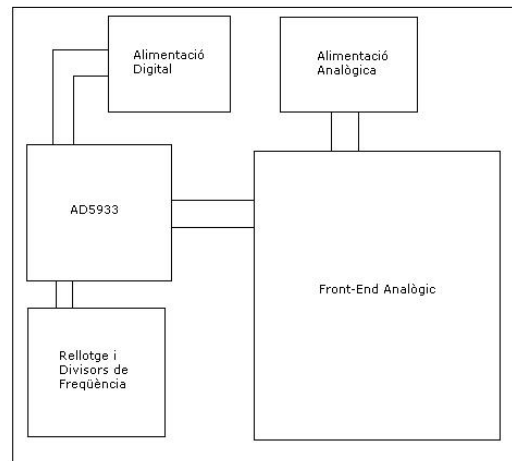 Alimentació
Digital
Alimentació
Analògica
AD5933
Front-End Analògic
Rellotge i
Divisors de
Freqüència